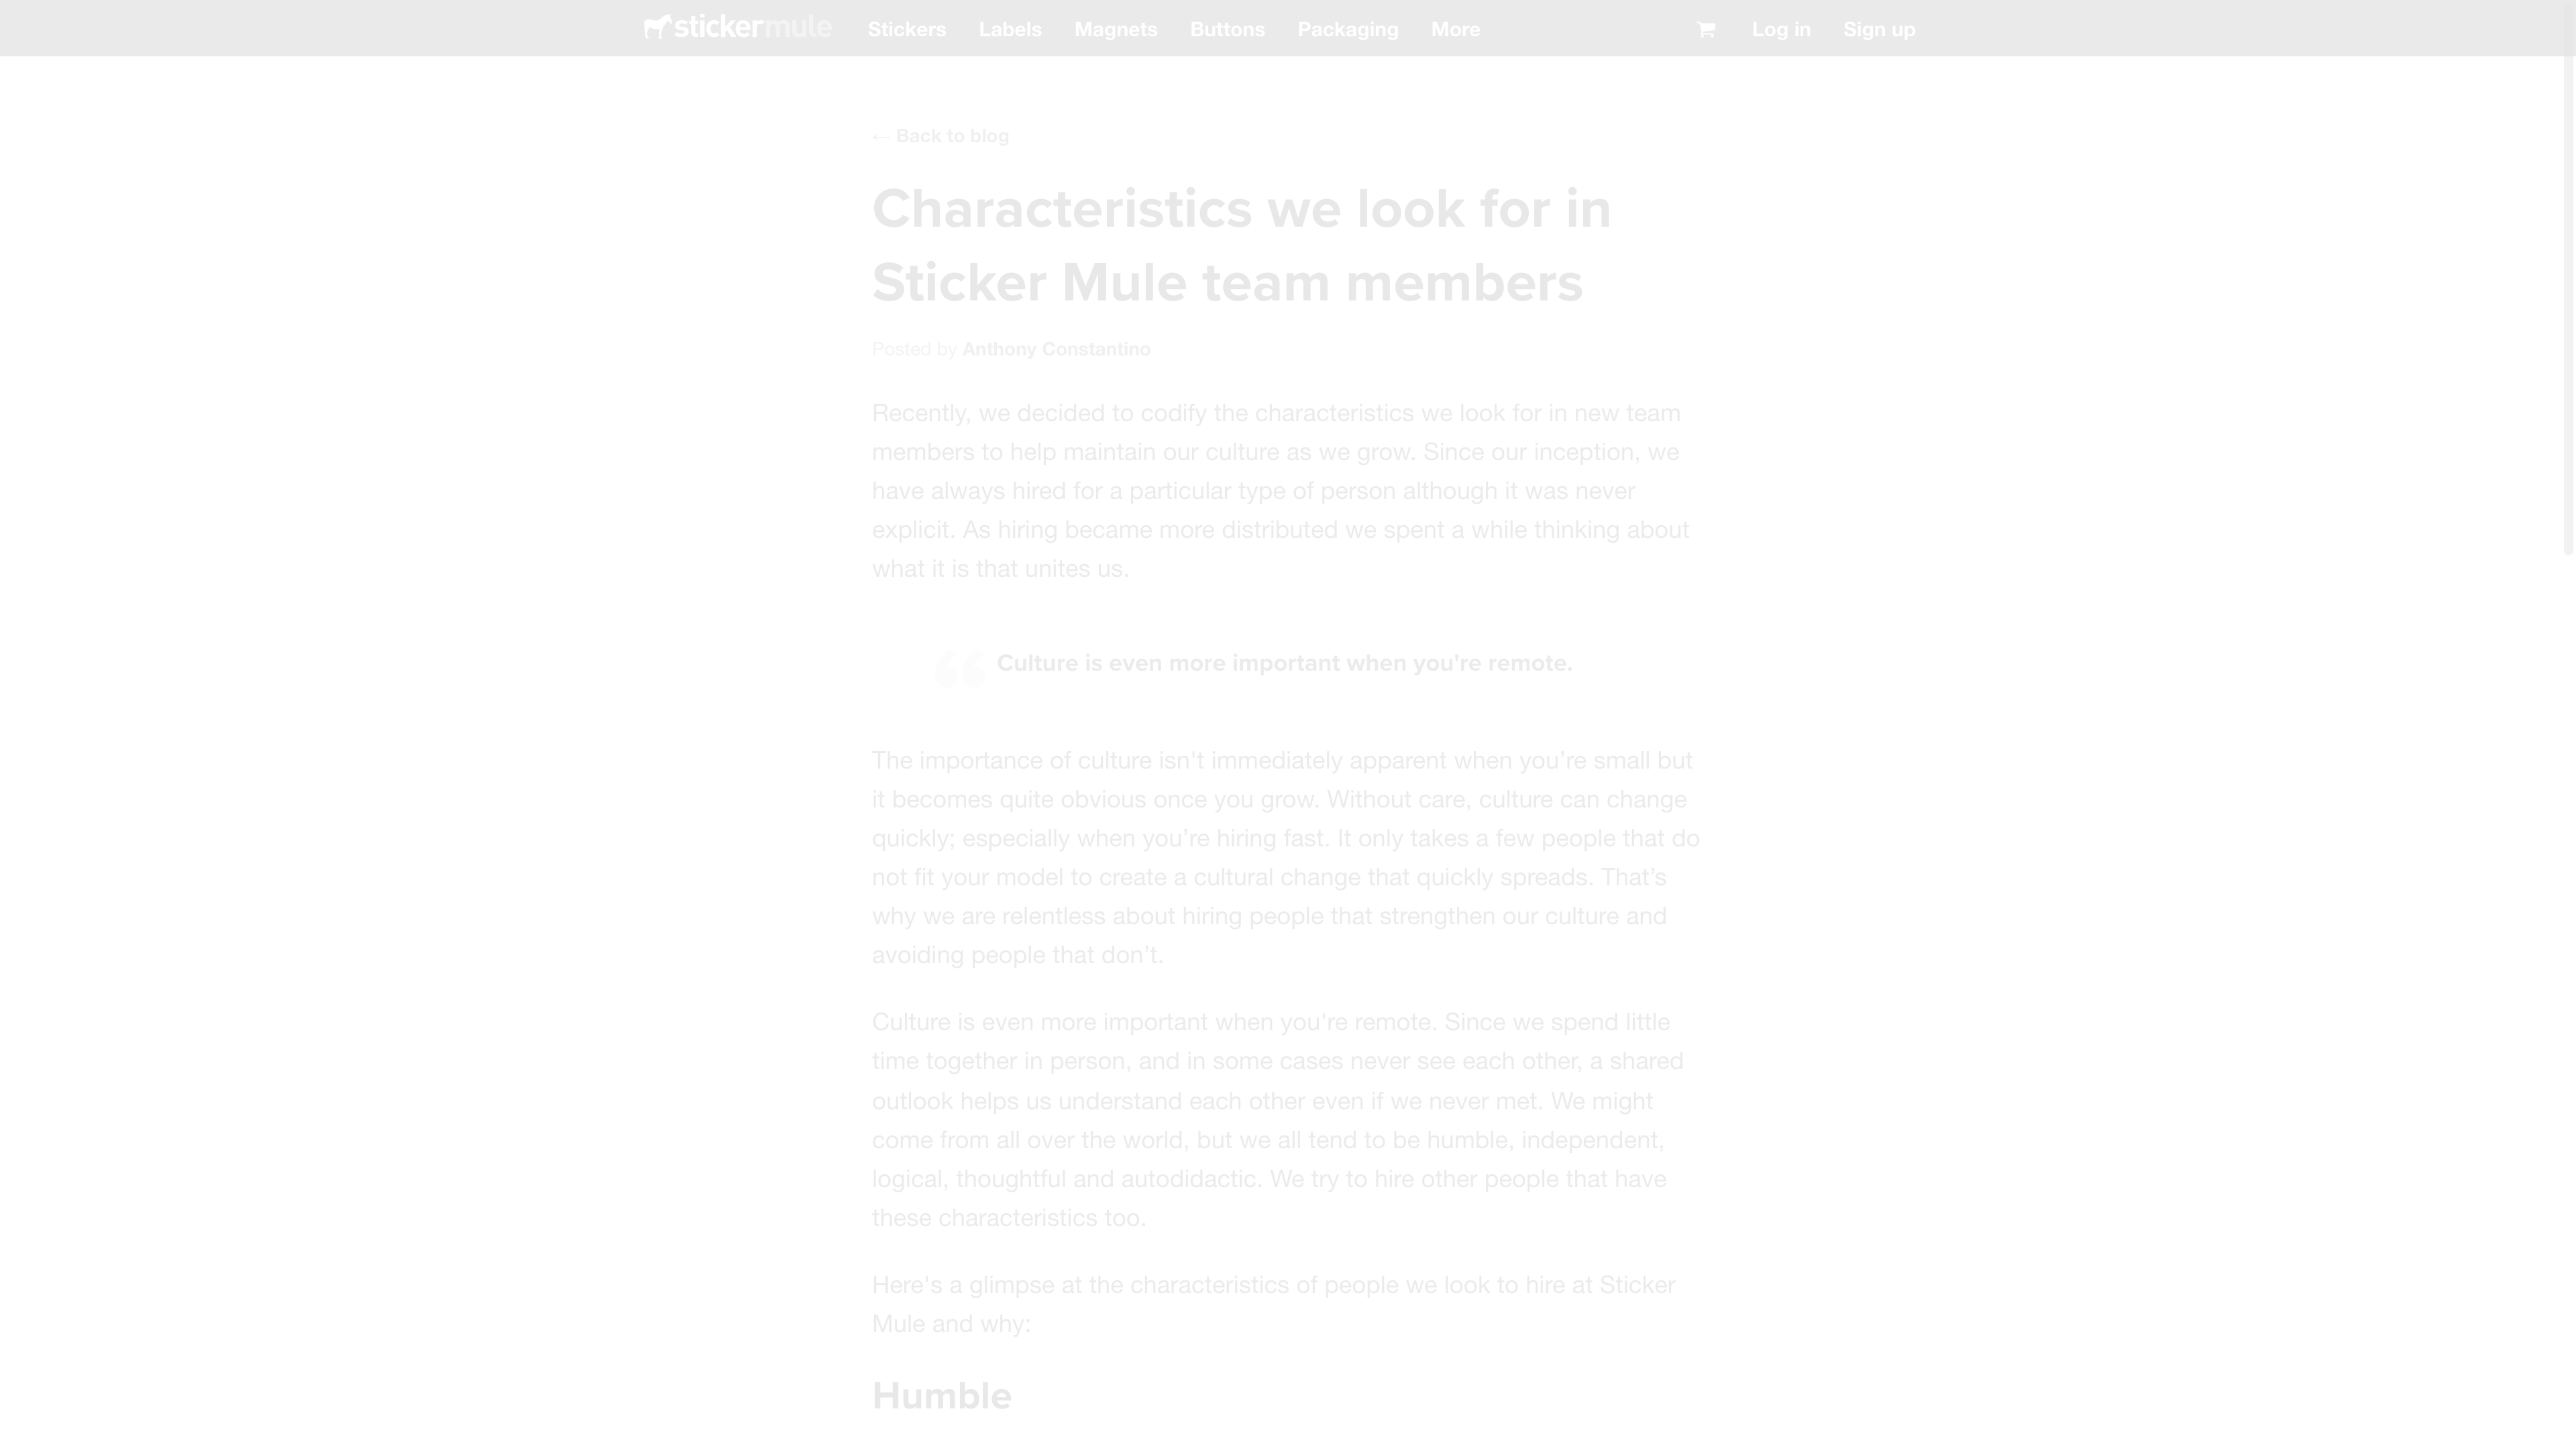 stickermule Stickers Labels Magnets Buttons Packaging More Log in Sign up
← Back to blog
Characteristics we look for in
Sticker Mule team members
Posted by Anthony Constantino
Recently, we decided to codify the characteristics we look for in new team
members to help maintain our culture as we grow. Since our inception, we
have always hired for a particular type of person although it was never
explicit. As hiring became more distributed we spent a while thinking about
what it is that unites us.
“ Culture is even more important when you're remote.
The importance of culture isn't immediately apparent when you’re small but
it becomes quite obvious once you grow. Without care, culture can change
quickly; especially when you’re hiring fast. It only takes a few people that do
not fit your model to create a cultural change that quickly spreads. That’s
why we are relentless about hiring people that strengthen our culture and
avoiding people that don’t.
Culture is even more important when you're remote. Since we spend little
time together in person, and in some cases never see each other, a shared
outlook helps us understand each other even if we never met. We might
come from all over the world, but we all tend to be humble, independent,
logical, thoughtful and autodidactic. We try to hire other people that have
these characteristics too.
Here's a glimpse at the characteristics of people we look to hire at Sticker
Mule and why:
Humble